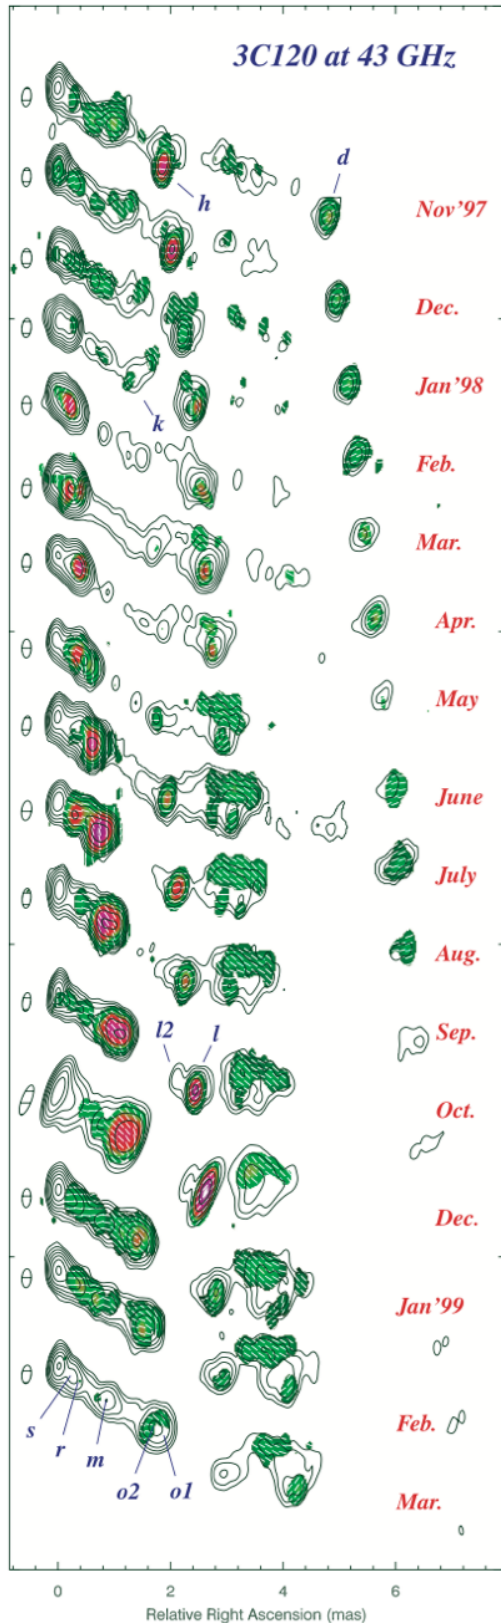 3C120 at 43 GHz
d
h
Nov'97
Dec.
Jan'98
k
Feb.
Mar.
Apr.
May
June
July
Aug.
Sep.
l2 l
Oct.
Dec.
Jan'99
s r m o2 o1
Feb.
Mar.
0 2 4 6
Relative Right Ascension (mas)